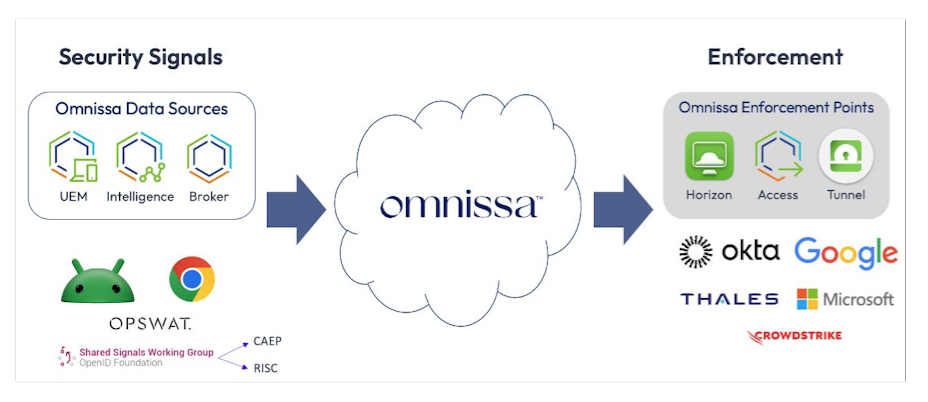 Security Signals
Omnissa Data Sources
UEM
Intelligence
Broker
OPSWAT.
Shared Signals Working Group
OpenID Foundation
CAEP
RISC
omnissa™
Enforcement
Omnissa Enforcement Points
Horizon
Access
Tunnel
okta
Google
THALES
Microsoft
CROWDSTRIKE